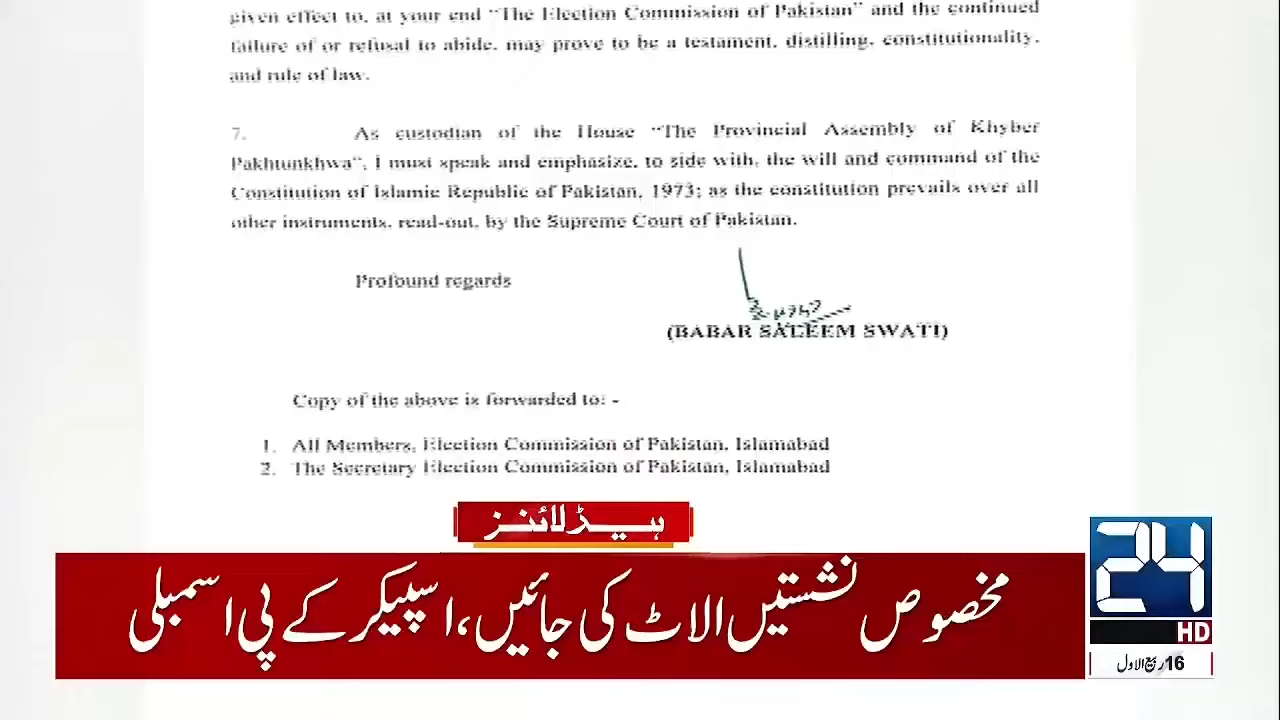 given effect to, at your end "The Election Commission of Pakistan" and the continued
failure of or refusal to abide, may prove to be a testament, distilling, constitutionality,
and rule of law.
7. As custodian of the House "The Provincial Assembly of Khyber
Pakhtunkhwa", I must speak and emphasize, to side with, the will and command of the
Constitution of Islamic Republic of Pakistan, 1973; as the constitution prevails over all
other instruments, read-out, by the Supreme Court of Pakistan.
Profound regards
(BABAR SALEEM SWATI)
Copy of the above is forwarded to: -
1. All Members, Election Commission of Pakistan, Islamabad
2. The Secretary Election Commission of Pakistan, Islamabad
ہیڈلائنز
مخصوص نشستیں الاٹ کی جائیں، اسپیکر کے پی اسمبلی
24
HD
16 ربیع الاول